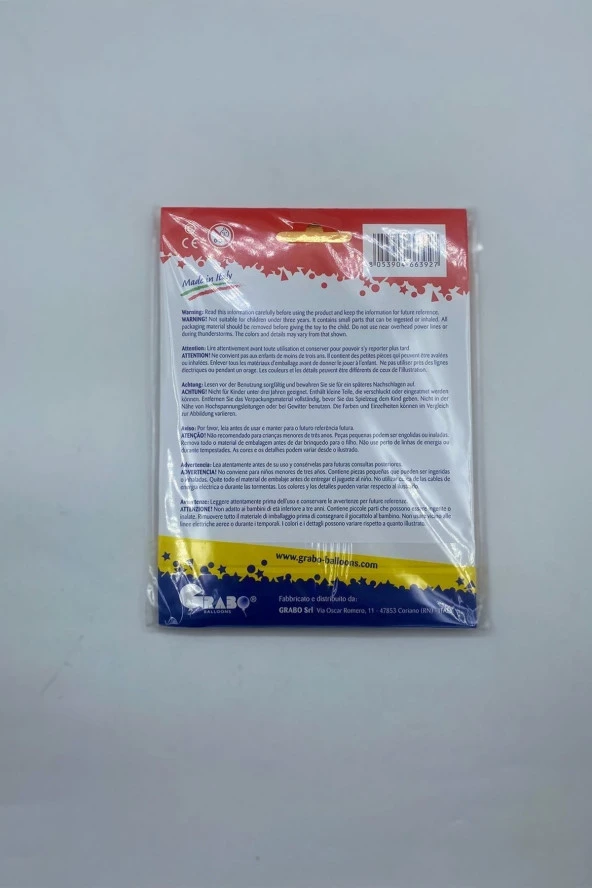 CE
Made in Italy
8 053904 663927
Warning: Read this information carefully before using the product and keep the information for future reference.
WARNING! Not suitable for children under three years. It contains small parts that can be ingested or inhaled. All
packaging material should be removed before giving the toy to the child. Do not use near overhead power lines or
during thunderstorms. The colors and details may vary from that shown.
Attention: Lire attentivement avant toute utilisation et conserver pour pouvoir s'y reporter plus tard.
ATTENTION! Ne convient pas aux enfants de moins de trois ans. Il contient des petites pièces qui peuvent être avalées
ou inhalées. Enlever tous les matériaux d'emballage avant de donner le jouet à l'enfant. Ne pas utiliser près des lignes
électriques ou pendant un orage. Les couleurs et les détails peuvent être différents de ceux de l'illustration.
Achtung: Lesen vor der Benutzung sorgfältig und bewahren Sie sie für ein späteres Nachschlagen auf.
ACHTUNG! Nicht für Kinder unter drei Jahren geeignet. Enthält kleine Teile, die verschluckt oder eingeatmet werden
können. Entfernen Sie das Verpackungsmaterial vollständig, bevor Sie das Spielzeug dem Kind geben. Nicht in der
Nähe von Hochspannungsleitungen oder bei Gewitter benutzen. Die Farben und Einzelheiten können im Vergleich
zur Abbildung variieren.
Aviso: Por favor, leia antes de usar e manter para o futuro referência futura.
ATENÇÃO! Não recomendado para crianças menores de três anos. Peças pequenas podem ser engolidas ou inaladas.
Remova todo o material de embalagem antes de dar brinquedo para o filho. Não use perto de linhas de energia ou
durante tempestades. As cores e os detalhes podem variar desde o ilustrado.
Advertencia: Lea atentamente antes de su uso y consérvelas para futuras consultas posteriores.
ADVERTENCIA! No conviene para niños menores de tres años. Contiene piezas pequeñas que pueden ser ingeridas
o inhaladas. Quite todo el material de embalaje antes de entregar el juguete al niño. No utilizar cerca de las cables de
energía eléctrica o durante las tormentas. Los colores y los detalles pueden variar respecto al ilustrado.
Avvertenze: Leggere attentamente prima dell'uso e conservare le avvertenze per future referenze.
ATTENZIONE! Non adatto ai bambini di età inferiore a tre anni. Contiene piccole parti che possono essere ingerite o
inalate. Rimuovere tutto il materiale di imballaggio prima di consegnare il giocattolo al bambino. Non usare vicino alle
linee elettriche aeree o durante i temporali. I colori e i dettagli possono variare rispetto a quanto illustrato.
www.grabo-balloons.com
GRABO®
BALLOONS
Fabbricato e distribuito da:
GRABO Srl Via Oscar Romero, 11 - 47853 Coriano (RN) - ITALY